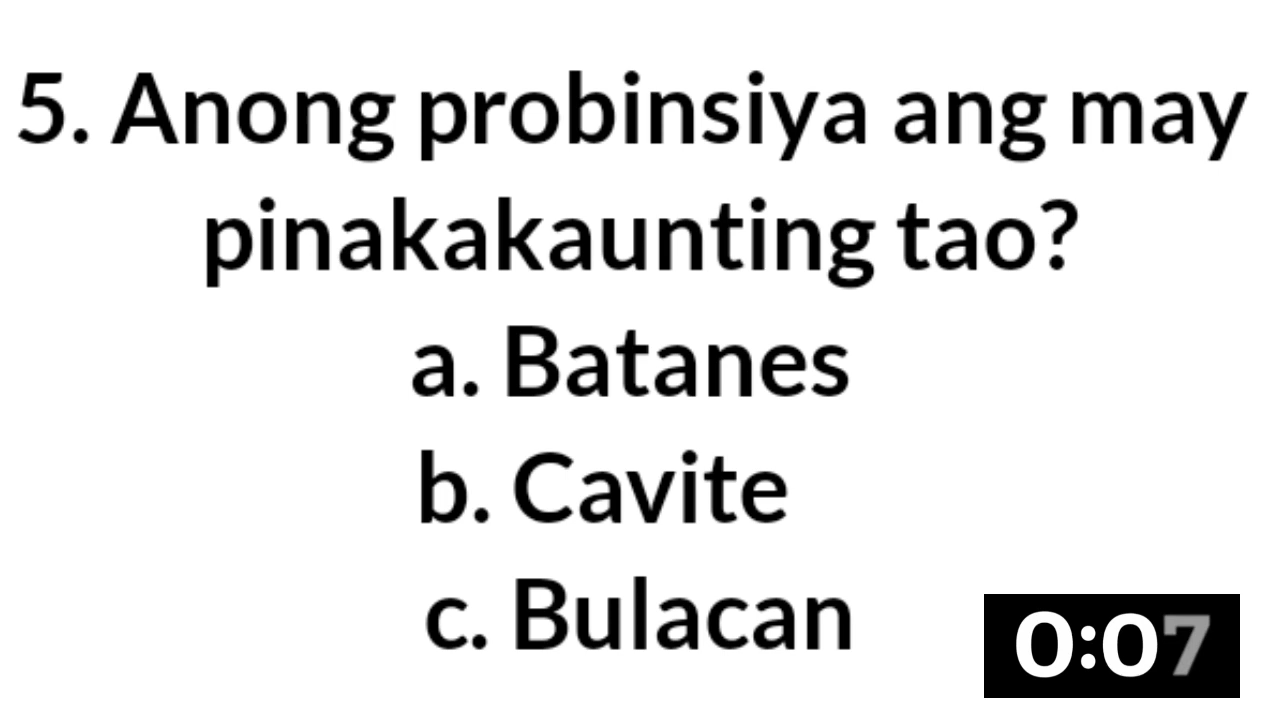 5. Anong probinsiya ang may
pinakakaunting tao?
a. Batanes
b. Cavite
c. Bulacan
0:07